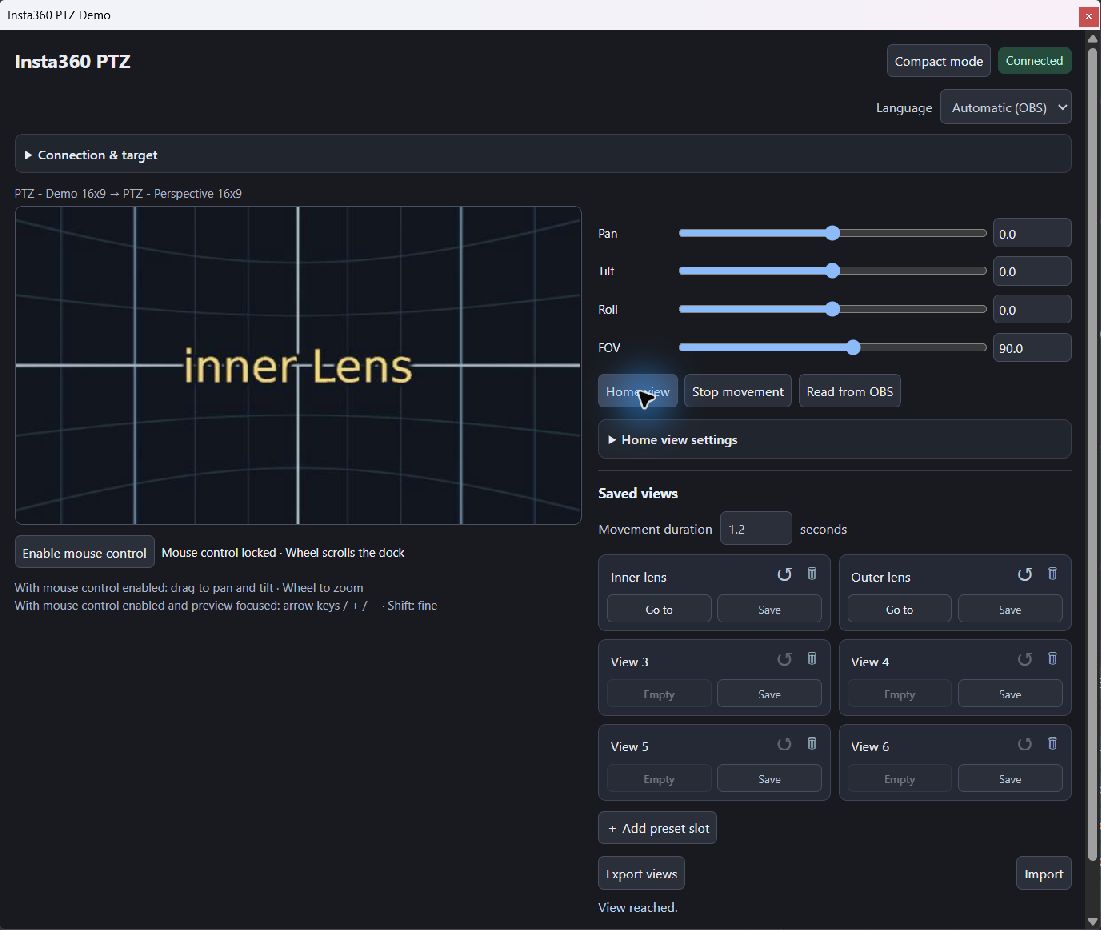 Insta360 PTZ Demo
Insta360 PTZ
Compact mode
Connected
Language
Automatic (OBS)
Connection & target
PTZ - Demo 16x9 → PTZ - Perspective 16x9
inner Lens
Enable mouse control
Mouse control locked · Wheel scrolls the dock
With mouse control enabled: drag to pan and tilt · Wheel to zoom
With mouse control enabled and preview focused: arrow keys / + / · Shift: fine
Pan
0.0
Tilt
0.0
Roll
0.0
FOV
90.0
Home view
Stop movement
Read from OBS
Home view settings
Saved views
Movement duration
1.2
seconds
Inner lens
Go to
Save
Outer lens
Go to
Save
View 3
Empty
Save
View 4
Empty
Save
View 5
Empty
Save
View 6
Empty
Save
+ Add preset slot
Export views
Import
View reached.